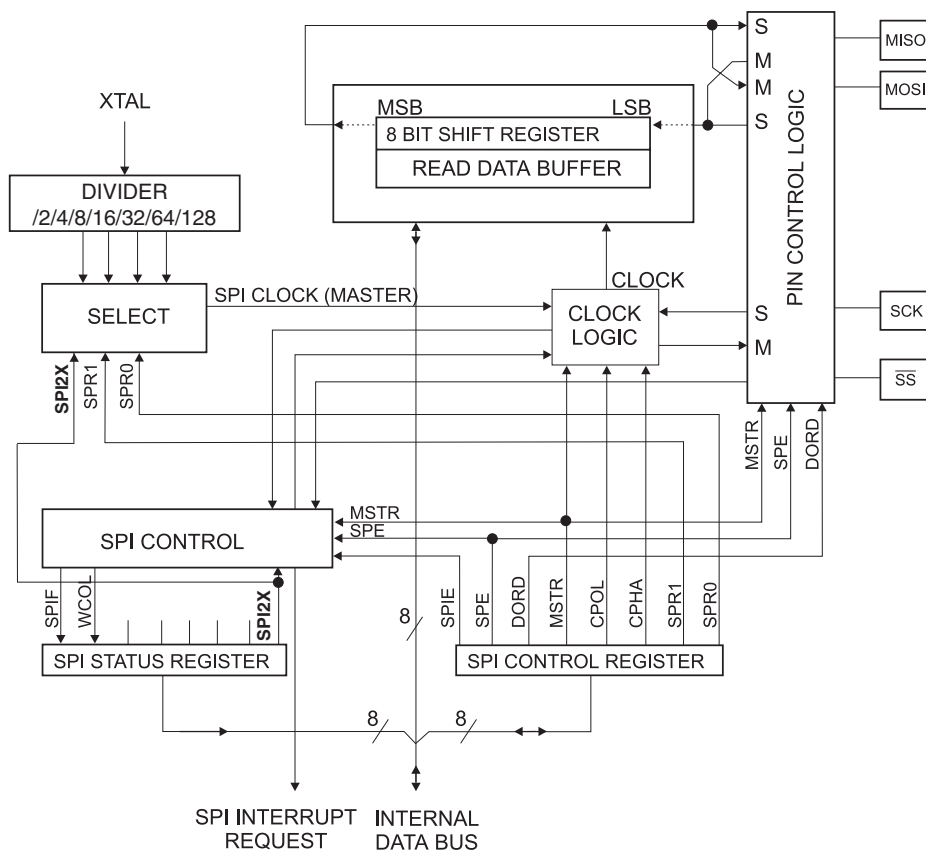 S
MISO
M
M
MOSI
XTAL
MSB
LSB
S
8 BIT SHIFT REGISTER
READ DATA BUFFER
PIN CONTROL LOGIC
DIVIDER
/2/4/8/16/32/64/128
SPI CLOCK (MASTER)
CLOCK
SELECT
CLOCK
LOGIC
S
M
SCK
SS
SPI2X
SPR1
SPR0
MSTR
SPE
DORD
MSTR
SPE
SPI CONTROL
SPIF
WCOL
SPI2X
8
SPIE
SPE
DORD
MSTR
CPOL
CPHA
SPR1
SPR0
SPI STATUS REGISTER
SPI CONTROL REGISTER
8
8
SPI INTERRUPT
REQUEST
INTERNAL
DATA BUS